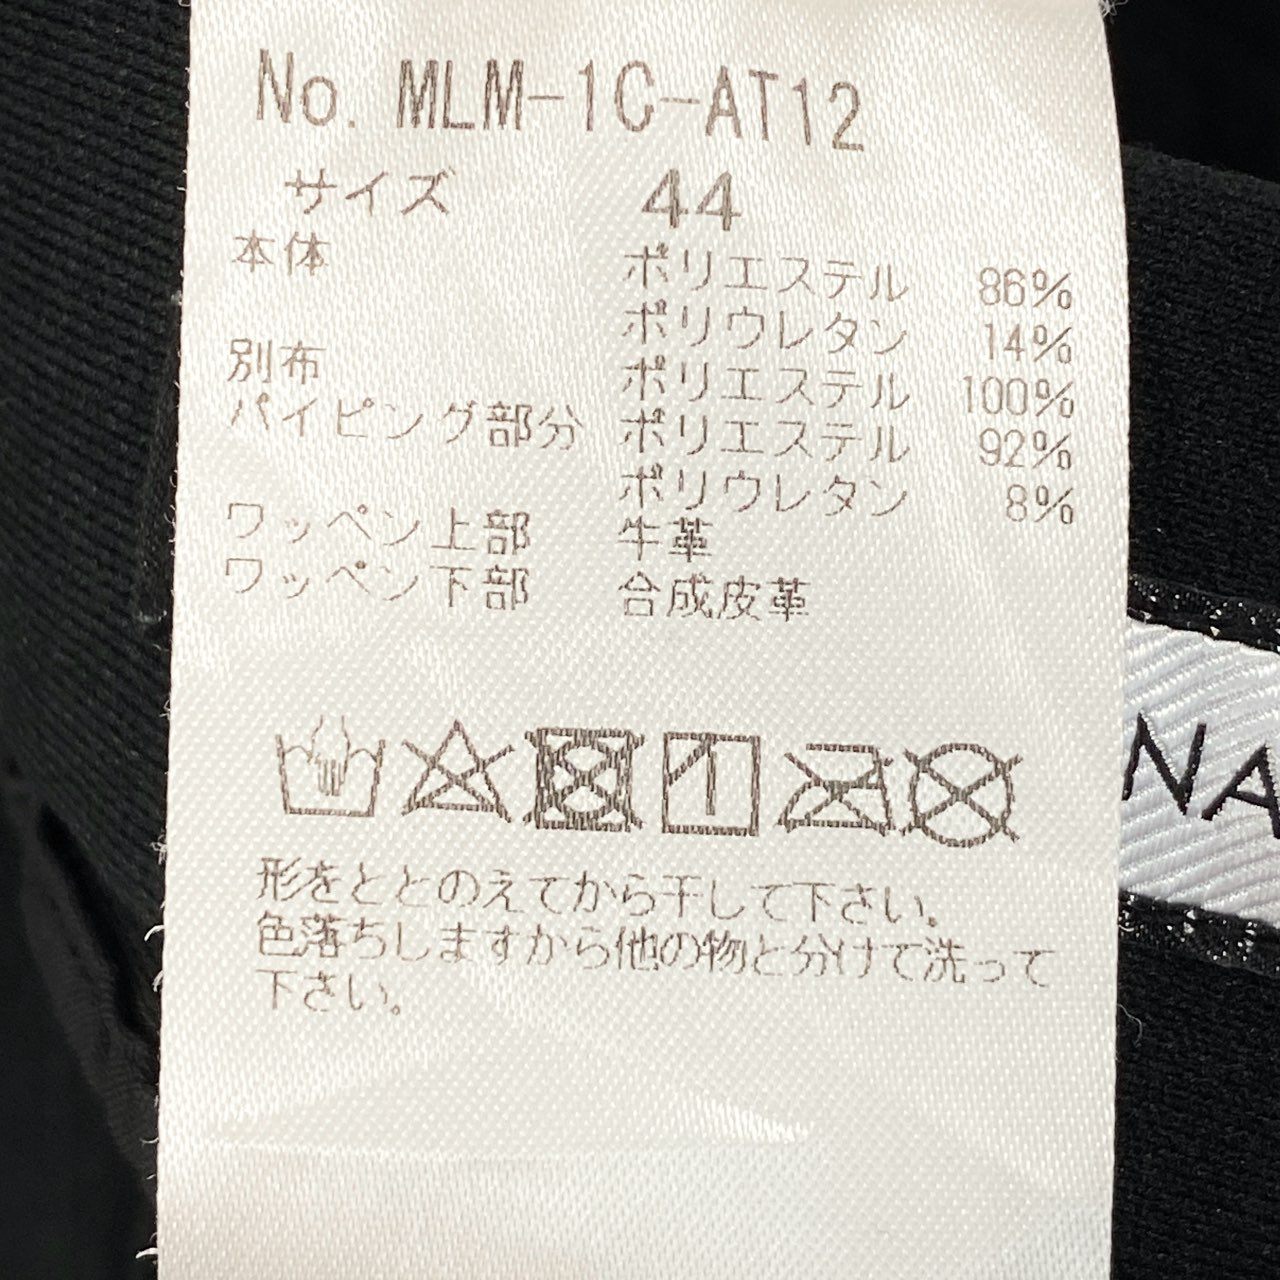 No. MLM-1C-AT12
サイズ 44
本体 ポリエステル 86%
ポリウレタン 14%
別布 ポリエステル 100%
パイピング部分 ポリエステル 92%
ポリウレタン 8%
ワッペン上部 牛革
ワッペン下部 合成皮革
形をととのえてから干して下さい。
色落ちしますから他の物と分けて洗って
下さい。
NA